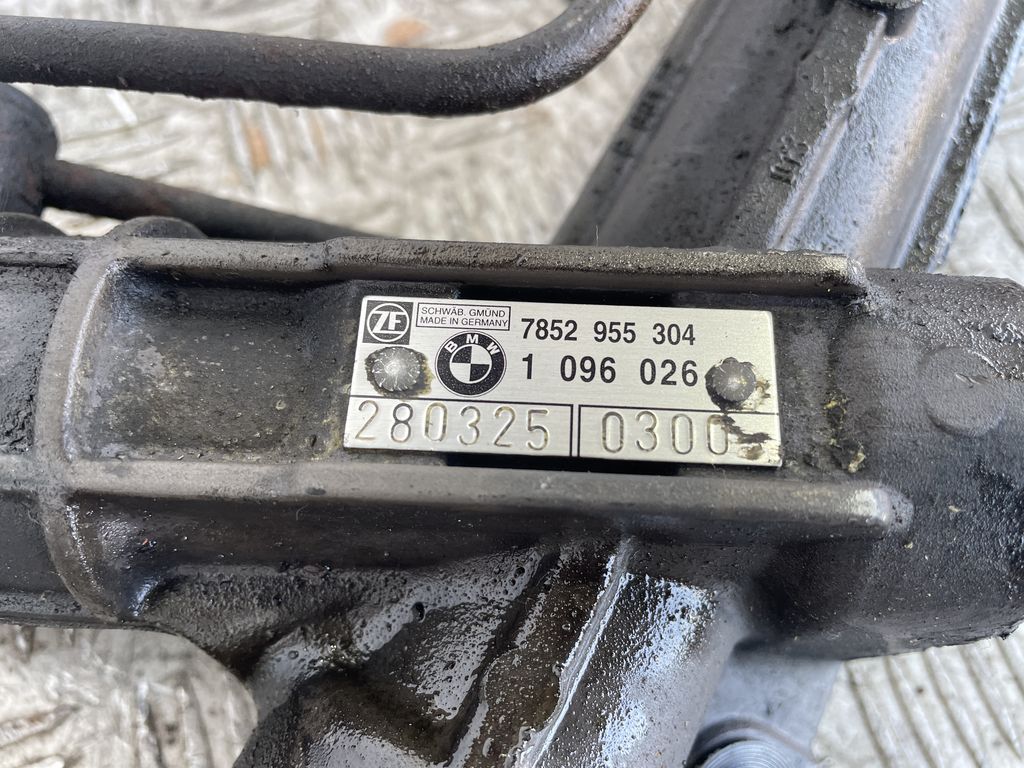 ZF
SCHWÄB. GMÜND
MADE IN GERMANY
7852 955 304
BMW
1 096 026
280325 0300